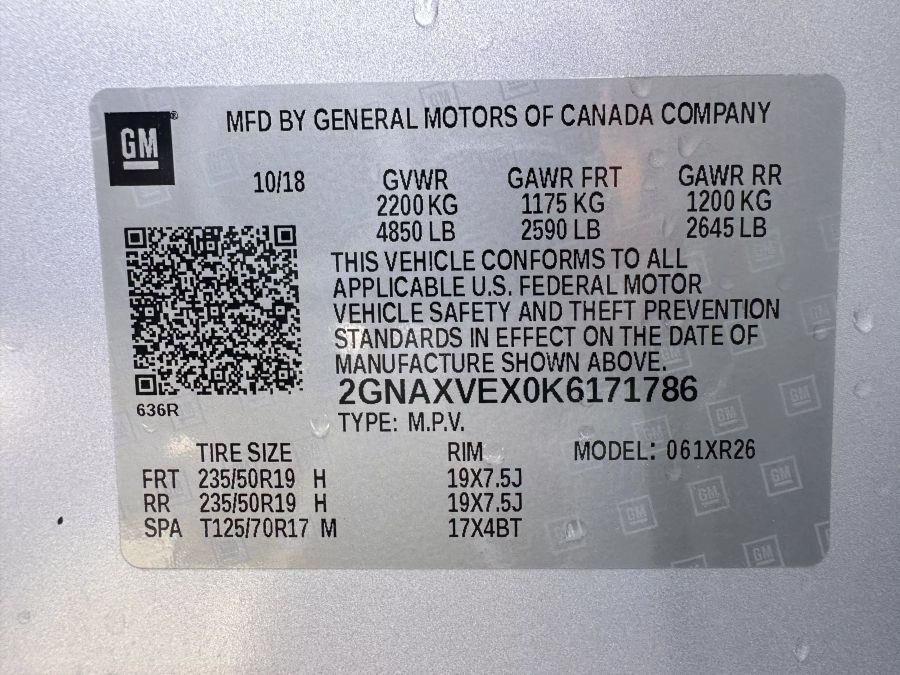 GM
MFD BY GENERAL MOTORS OF CANADA COMPANY
10/18 GVWR GAWR FRT GAWR RR
2200 KG 1175 KG 1200 KG
4850 LB 2590 LB 2645 LB
THIS VEHICLE CONFORMS TO ALL
APPLICABLE U.S. FEDERAL MOTOR
VEHICLE SAFETY AND THEFT PREVENTION
STANDARDS IN EFFECT ON THE DATE OF
MANUFACTURE SHOWN ABOVE.
2GNAXVEX0K6171786
636R
TYPE: M.P.V.
TIRE SIZE RIM MODEL: 061XR26
FRT 235/50R19 H 19X7.5J
RR 235/50R19 H 19X7.5J
SPA T125/70R17 M 17X4BT